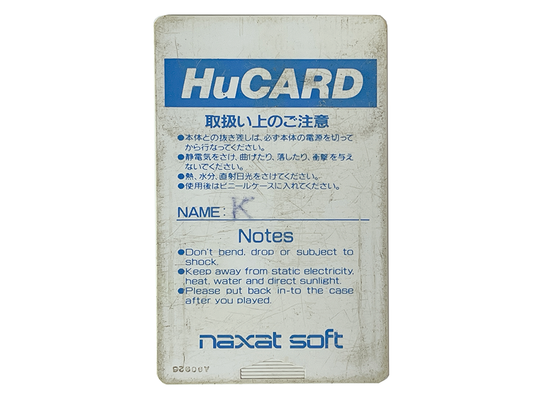 HuCARD
取扱い上のご注意
●本体との抜き差しは、必ず本体の電源を切って
から行なってください。
●静電気をさけ、曲げたり、落したり、衝撃を与え
ないでください。
●熱、水分、直射日光をさけてください。
●使用後はビニールケースに入れてください。
NAME: K
Notes
●Don't bend, drop or subject to
shock.
●Keep away from static electricity,
heat, water and direct sunlight.
●Please put back in-to the case
after you played.
naxat soft